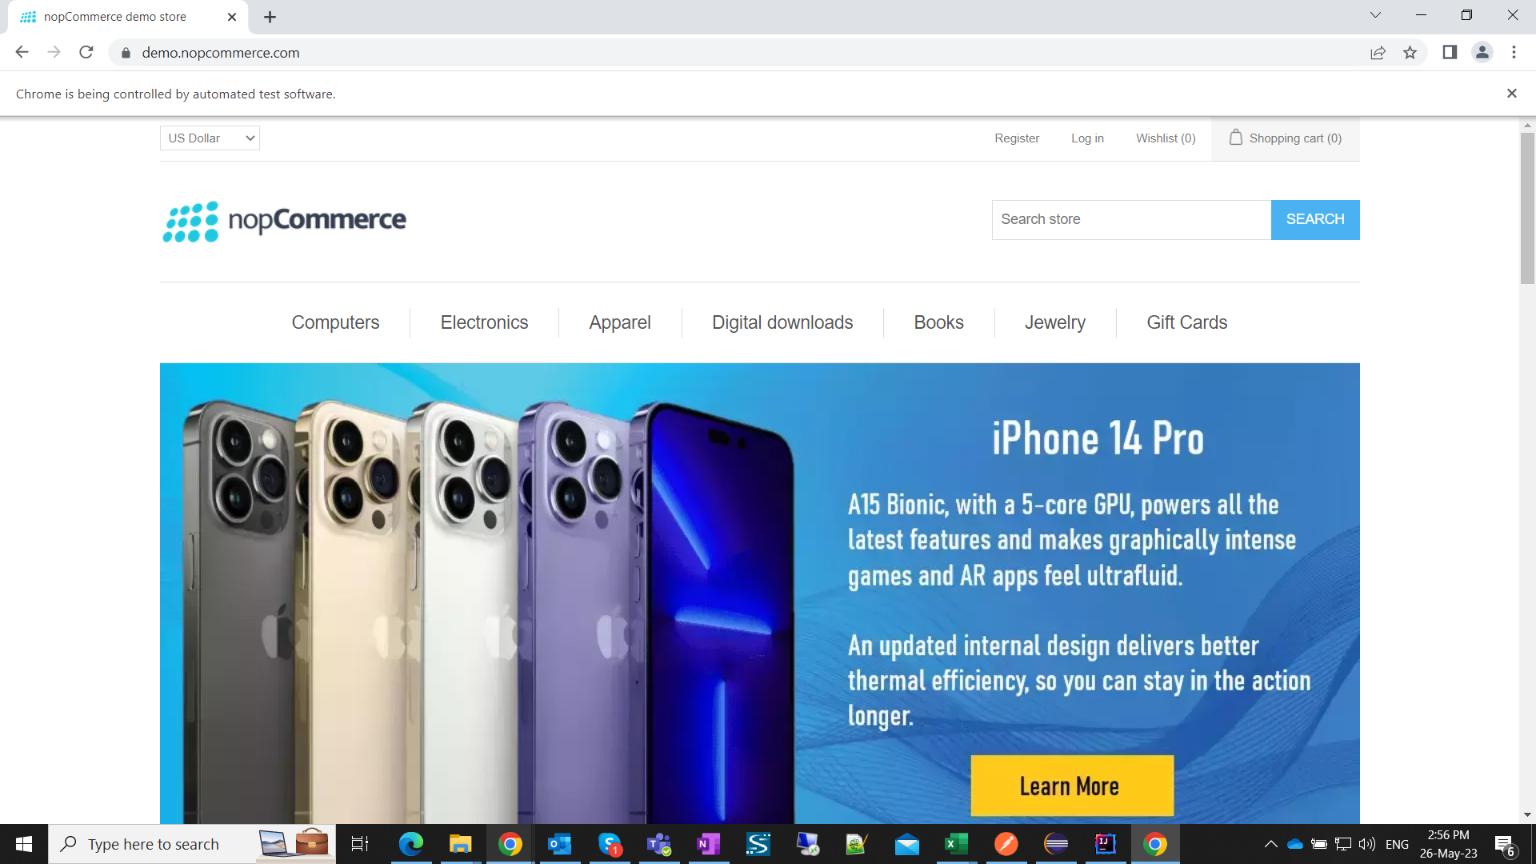 nopCommerce demo store
demo.nopcommerce.com
Chrome is being controlled by automated test software.
US Dollar
Register
Log in
Wishlist (0)
Shopping cart (0)
nopCommerce
Search store
SEARCH
Computers
Electronics
Apparel
Digital downloads
Books
Jewelry
Gift Cards
iPhone 14 Pro
A15 Bionic, with a 5-core GPU, powers all the
latest features and makes graphically intense
games and AR apps feel ultrafluid.
An updated internal design delivers better
thermal efficiency, so you can stay in the action
longer.
Learn More
Type here to search
1
ENG
2:56 PM
26-May-23
6